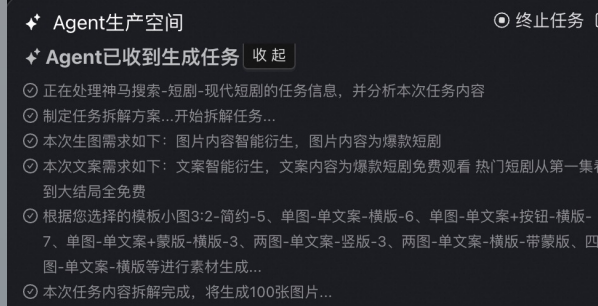 Agent生产空间
终止任务
Agent已收到生成任务 收起
正在处理神马搜索-短剧-现代短剧的任务信息，并分析本次任务内容
制定任务拆解方案...开始拆解任务...
本次生图需求如下：图片内容智能衍生，图片内容为爆款短剧
本次文案需求如下：文案智能衍生，文案内容为爆款短剧免费观看 热门短剧从第一集看
到大结局全免费
根据您选择的模板小图3:2-简约-5、单图-单文案-横版-6、单图-单文案+按钮-横版-
7、单图-单文案+蒙版-横版-3、两图-单文案-竖版-3、两图-单文案-横版-带蒙版、四
图-单文案-横版等进行素材生成...
本次任务内容拆解完成，将生成100张图片...